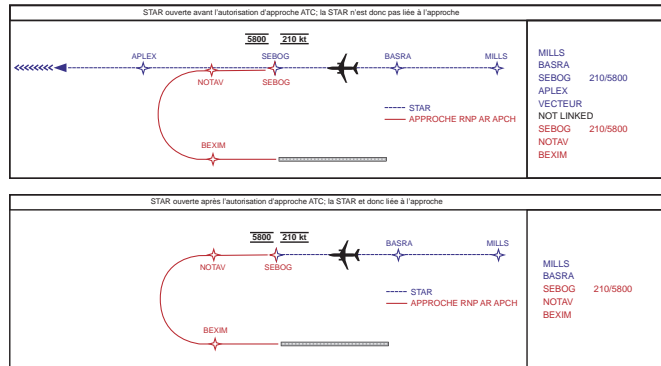 STAR ouverte avant l'autorisation d'approche ATC; la STAR n'est donc pas liée à l'approche
5800 210 kt
APLEX SEBOG BASRA MILLS
NOTAV SEBOG
BEXIM
STAR
APPROCHE RNP AR APCH
MILLS
BASRA
SEBOG 210/5800
APLEX
VECTEUR
NOT LINKED
SEBOG 210/5800
NOTAV
BEXIM
STAR ouverte après l'autorisation d'approche ATC; la STAR et donc liée à l'approche
5800 210 kt
BASRA MILLS
NOTAV SEBOG
BEXIM
STAR
APPROCHE RNP AR APCH
MILLS
BASRA
SEBOG 210/5800
NOTAV
BEXIM